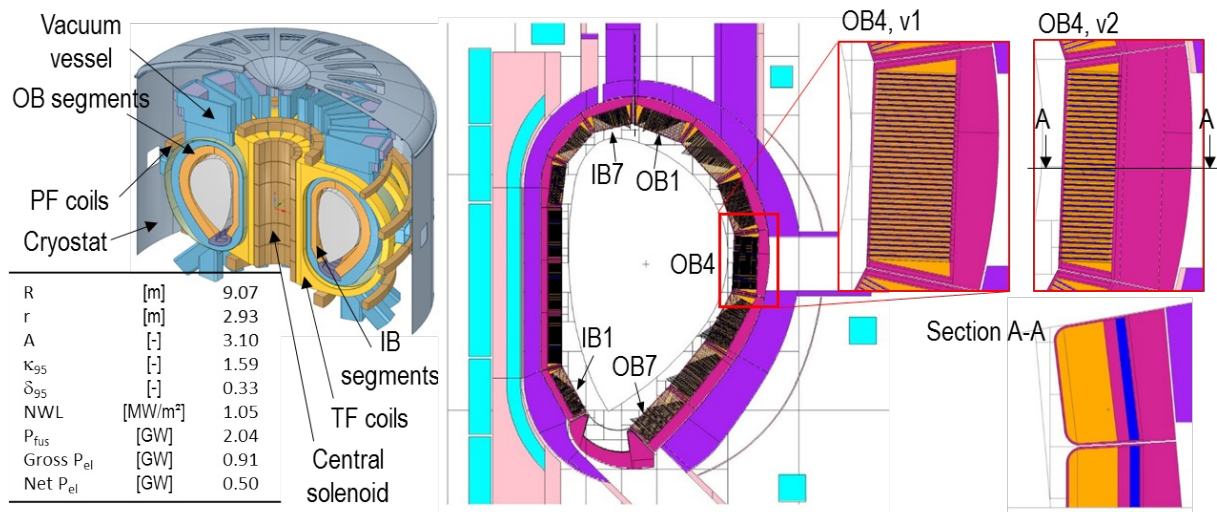 Vacuum
vessel
OB segments
PF coils
Cryostat
IB
segments
TF coils
Central
solenoid
R [m] 9.07
r [m] 2.93
A [-] 3.10
κ95 [-] 1.59
δ95 [-] 0.33
NWL [MW/m²] 1.05
Pfus [GW] 2.04
Gross Pel [GW] 0.91
Net Pel [GW] 0.50
IB7
OB1
OB4
IB1
OB7
OB4, v1
OB4, v2
A A
Section A-A